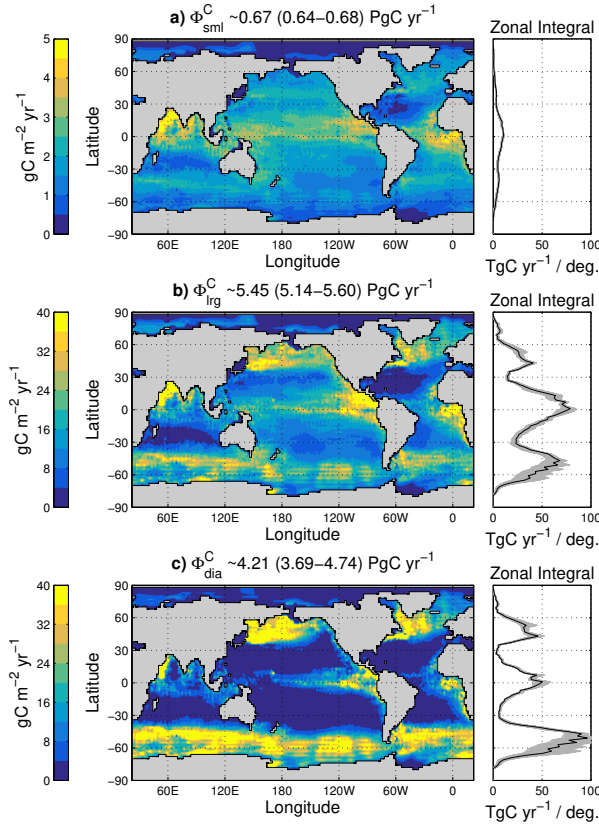 a) Φ^C_sml ~0.67 (0.64−0.68) PgC yr⁻¹
Zonal Integral
gC m⁻² yr⁻¹
5
4
3
2
1
0
Latitude
90
60
30
0
−30
−60
−90
60E
120E
180
120W
60W
0
Longitude
0
50
100
TgC yr⁻¹ / deg.
b) Φ^C_lrg ~5.45 (5.14−5.60) PgC yr⁻¹
Zonal Integral
gC m⁻² yr⁻¹
40
32
24
16
8
0
Latitude
90
60
30
0
−30
−60
−90
60E
120E
180
120W
60W
0
Longitude
0
50
100
TgC yr⁻¹ / deg.
c) Φ^C_dia ~4.21 (3.69−4.74) PgC yr⁻¹
Zonal Integral
gC m⁻² yr⁻¹
40
32
24
16
8
0
Latitude
90
60
30
0
−30
−60
−90
60E
120E
180
120W
60W
0
Longitude
0
50
100
TgC yr⁻¹ / deg.